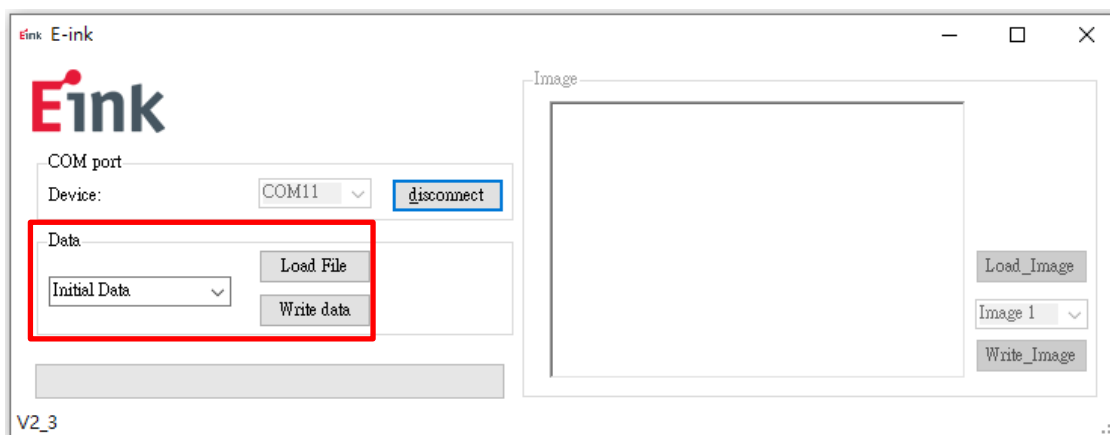 Eink E-ink
Eink
COM port
Device:
COM11
disconnect
Data
Initial Data
Load File
Write data
V2_3
Image
Load_Image
Image 1
Write_Image